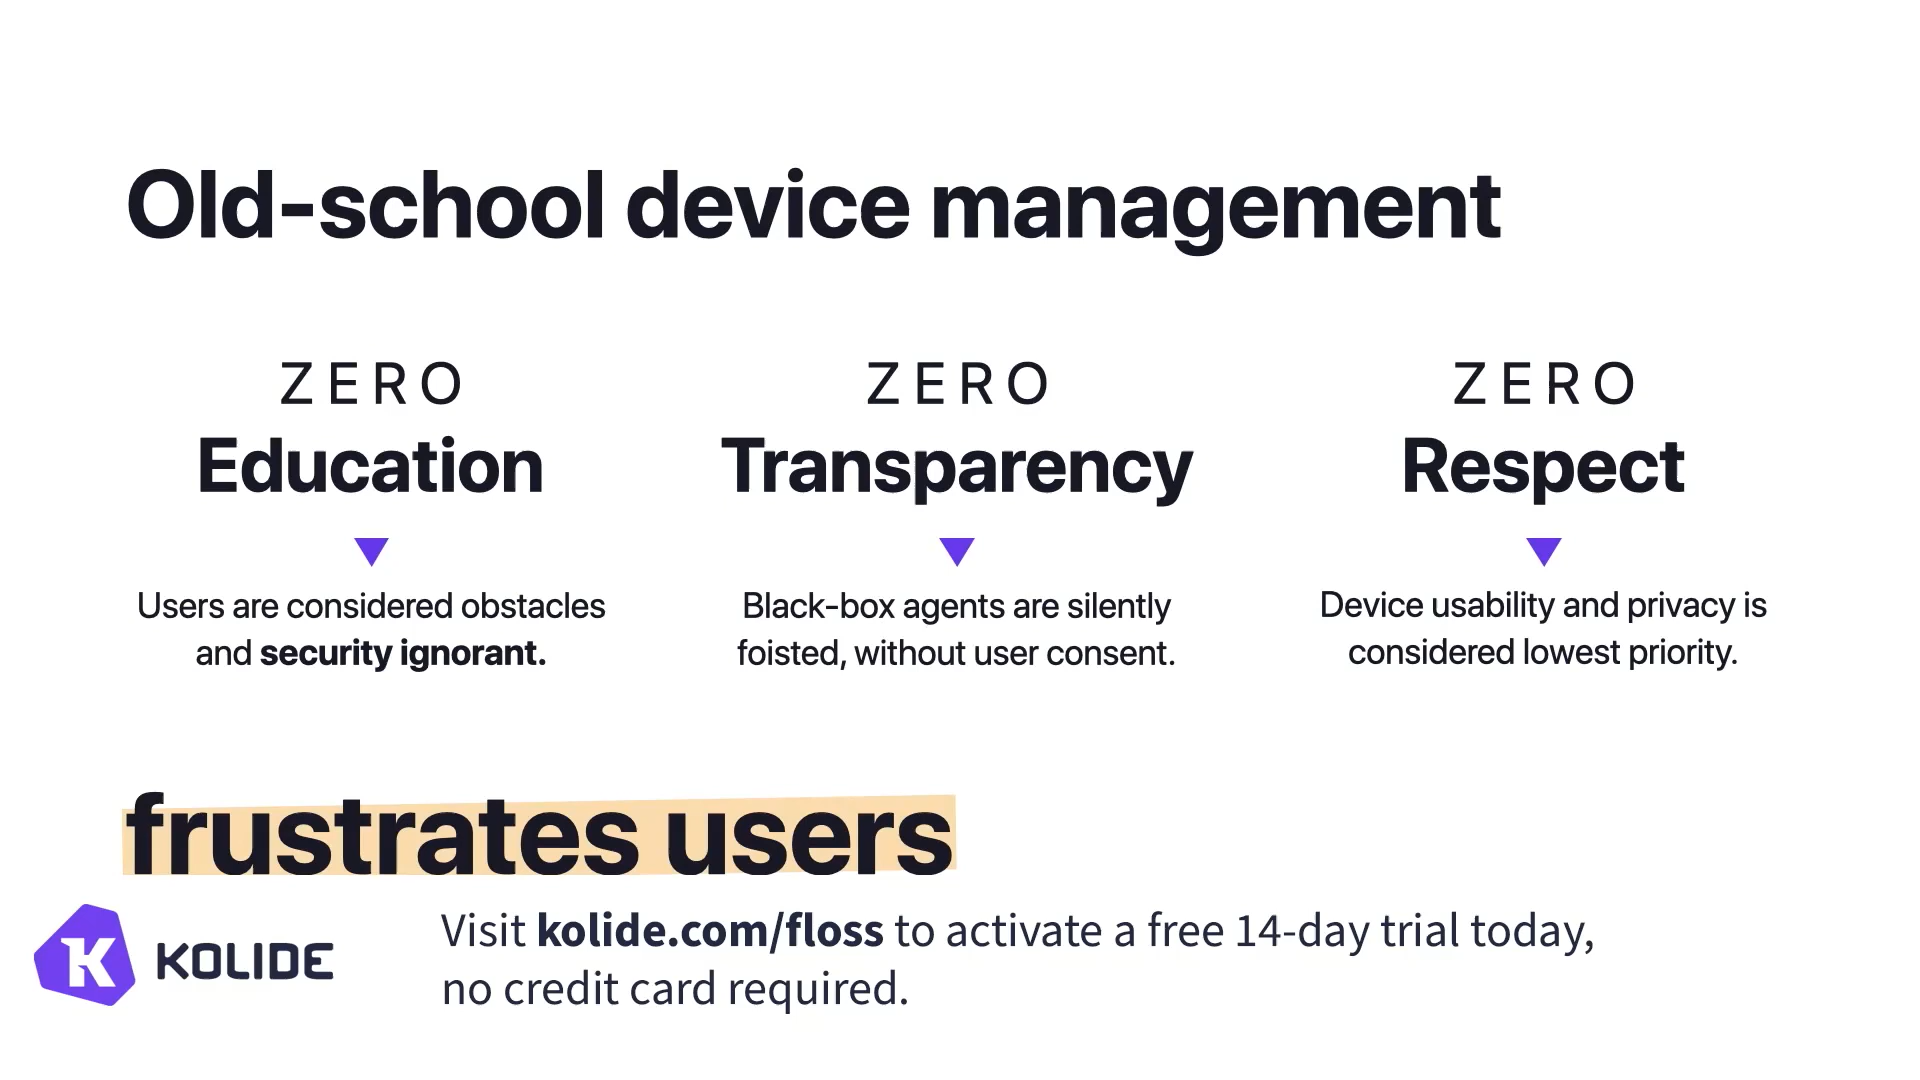 Old-school device management
ZERO
Education
Users are considered obstacles
and security ignorant.
ZERO
Transparency
Black-box agents are silently
foisted, without user consent.
ZERO
Respect
Device usability and privacy is
considered lowest priority.
frustrates users
KOLIDE
Visit kolide.com/floss to activate a free 14-day trial today,
no credit card required.